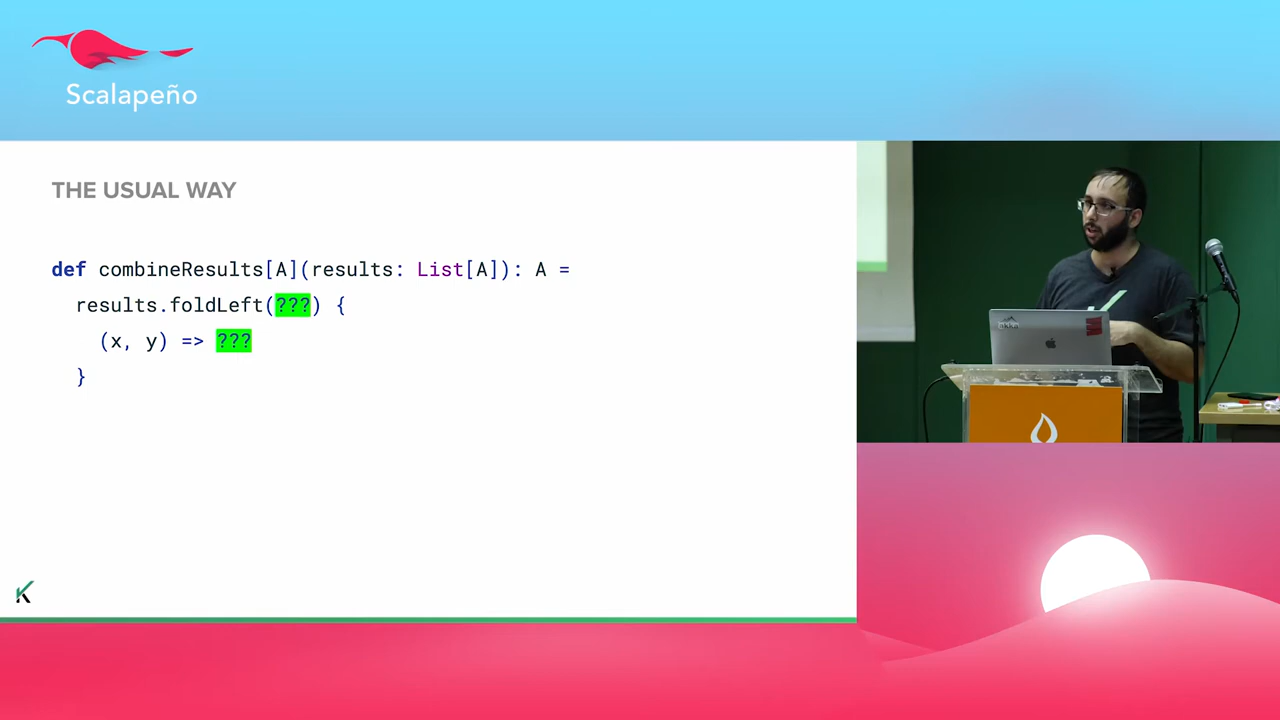 Scalapeño
THE USUAL WAY
def combineResults[A](results: List[A]): A =
results.foldLeft(???) {
(x, y) => ???
}
K